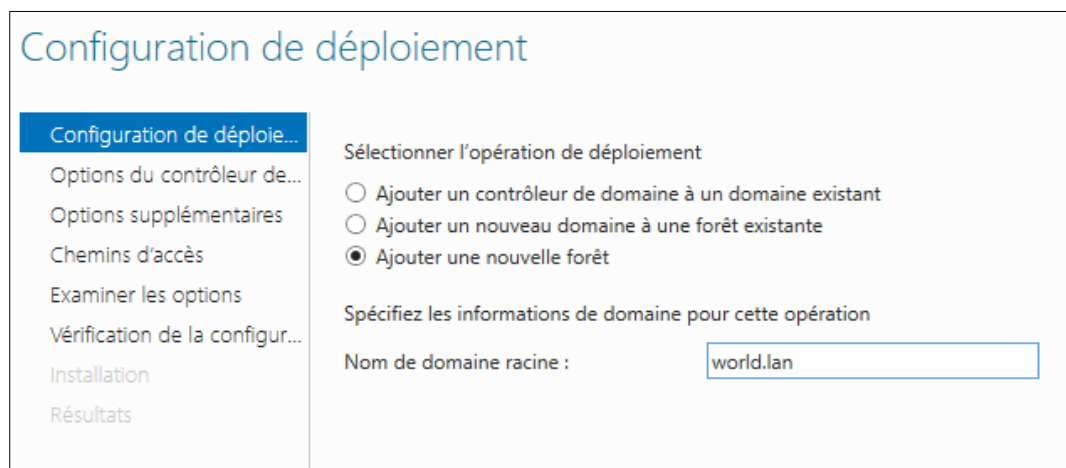 Configuration de déploiement
Configuration de déploie...
Options du contrôleur de...
Options supplémentaires
Chemins d’accès
Examiner les options
Vérification de la configur...
Installation
Résultats
Sélectionner l’opération de déploiement
Ajouter un contrôleur de domaine à un domaine existant
Ajouter un nouveau domaine à une forêt existante
Ajouter une nouvelle forêt
Spécifiez les informations de domaine pour cette opération
Nom de domaine racine : world.lan